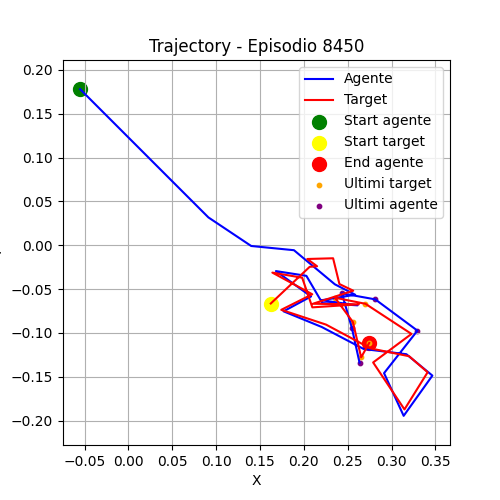 Trajectory - Episodio 8450
Agente
Target
Start agente
Start target
End agente
Ultimi target
Ultimi agente
0.20
0.15
0.10
0.05
0.00
−0.05
−0.10
−0.15
−0.20
−0.05 0.00 0.05 0.10 0.15 0.20 0.25 0.30 0.35
X